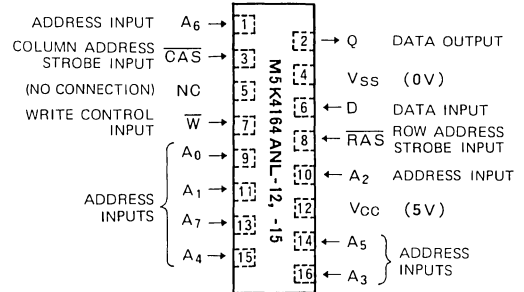 ADDRESS INPUT A6 → 1
2 → Q DATA OUTPUT
COLUMN ADDRESS
STROBE INPUT CAS → 3
4 VSS (0V)
(NO CONNECTION) NC 5
6 ← D DATA INPUT
WRITE CONTROL
INPUT W → 7
8 ← RAS ROW ADDRESS
STROBE INPUT
A0 → 9
10 ← A2 ADDRESS INPUT
ADDRESS
INPUTS
A1 → 11
12 VCC (5V)
A7 → 13
14 ← A5
ADDRESS
INPUTS
A4 → 15
16 ← A3
M5K4164ANL-12, -15